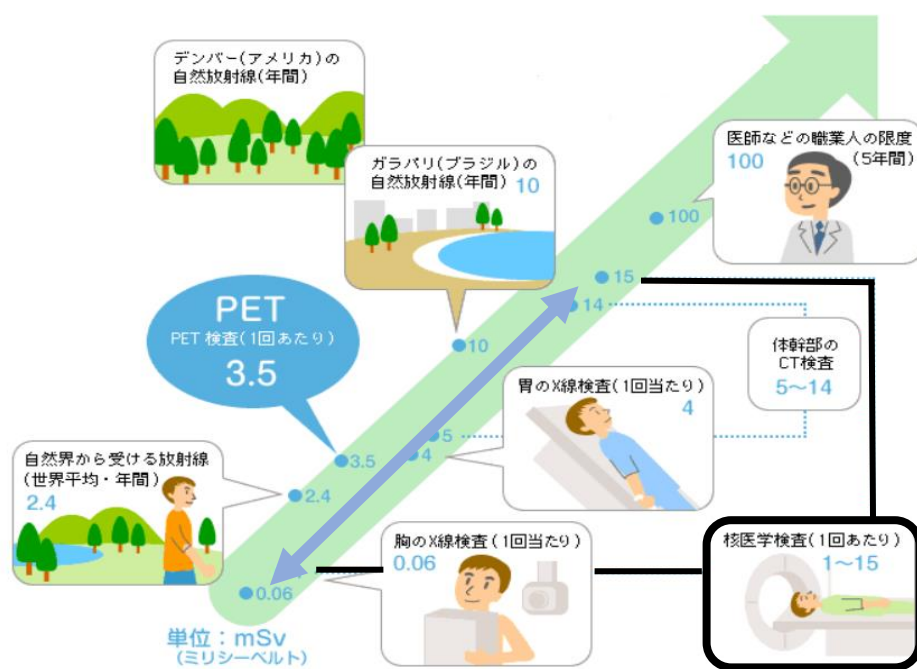 デンバー(アメリカ)の
自然放射線(年間)
ガラパリ(ブラジル)の
自然放射線(年間) 10
医師などの職業人の限度
100 (5年間)
100
15
14
PET
PET 検査(1回あたり)
3.5
10
体幹部の
CT検査
5〜14
胃のX線検査(1回当たり)
4
5
4
3.5
自然界から受ける放射線
(世界平均・年間)
2.4
2.4
胸のX線検査(1回当たり)
0.06
核医学検査(1回あたり)
1〜15
0.06
単位：mSv
(ミリシーベルト)